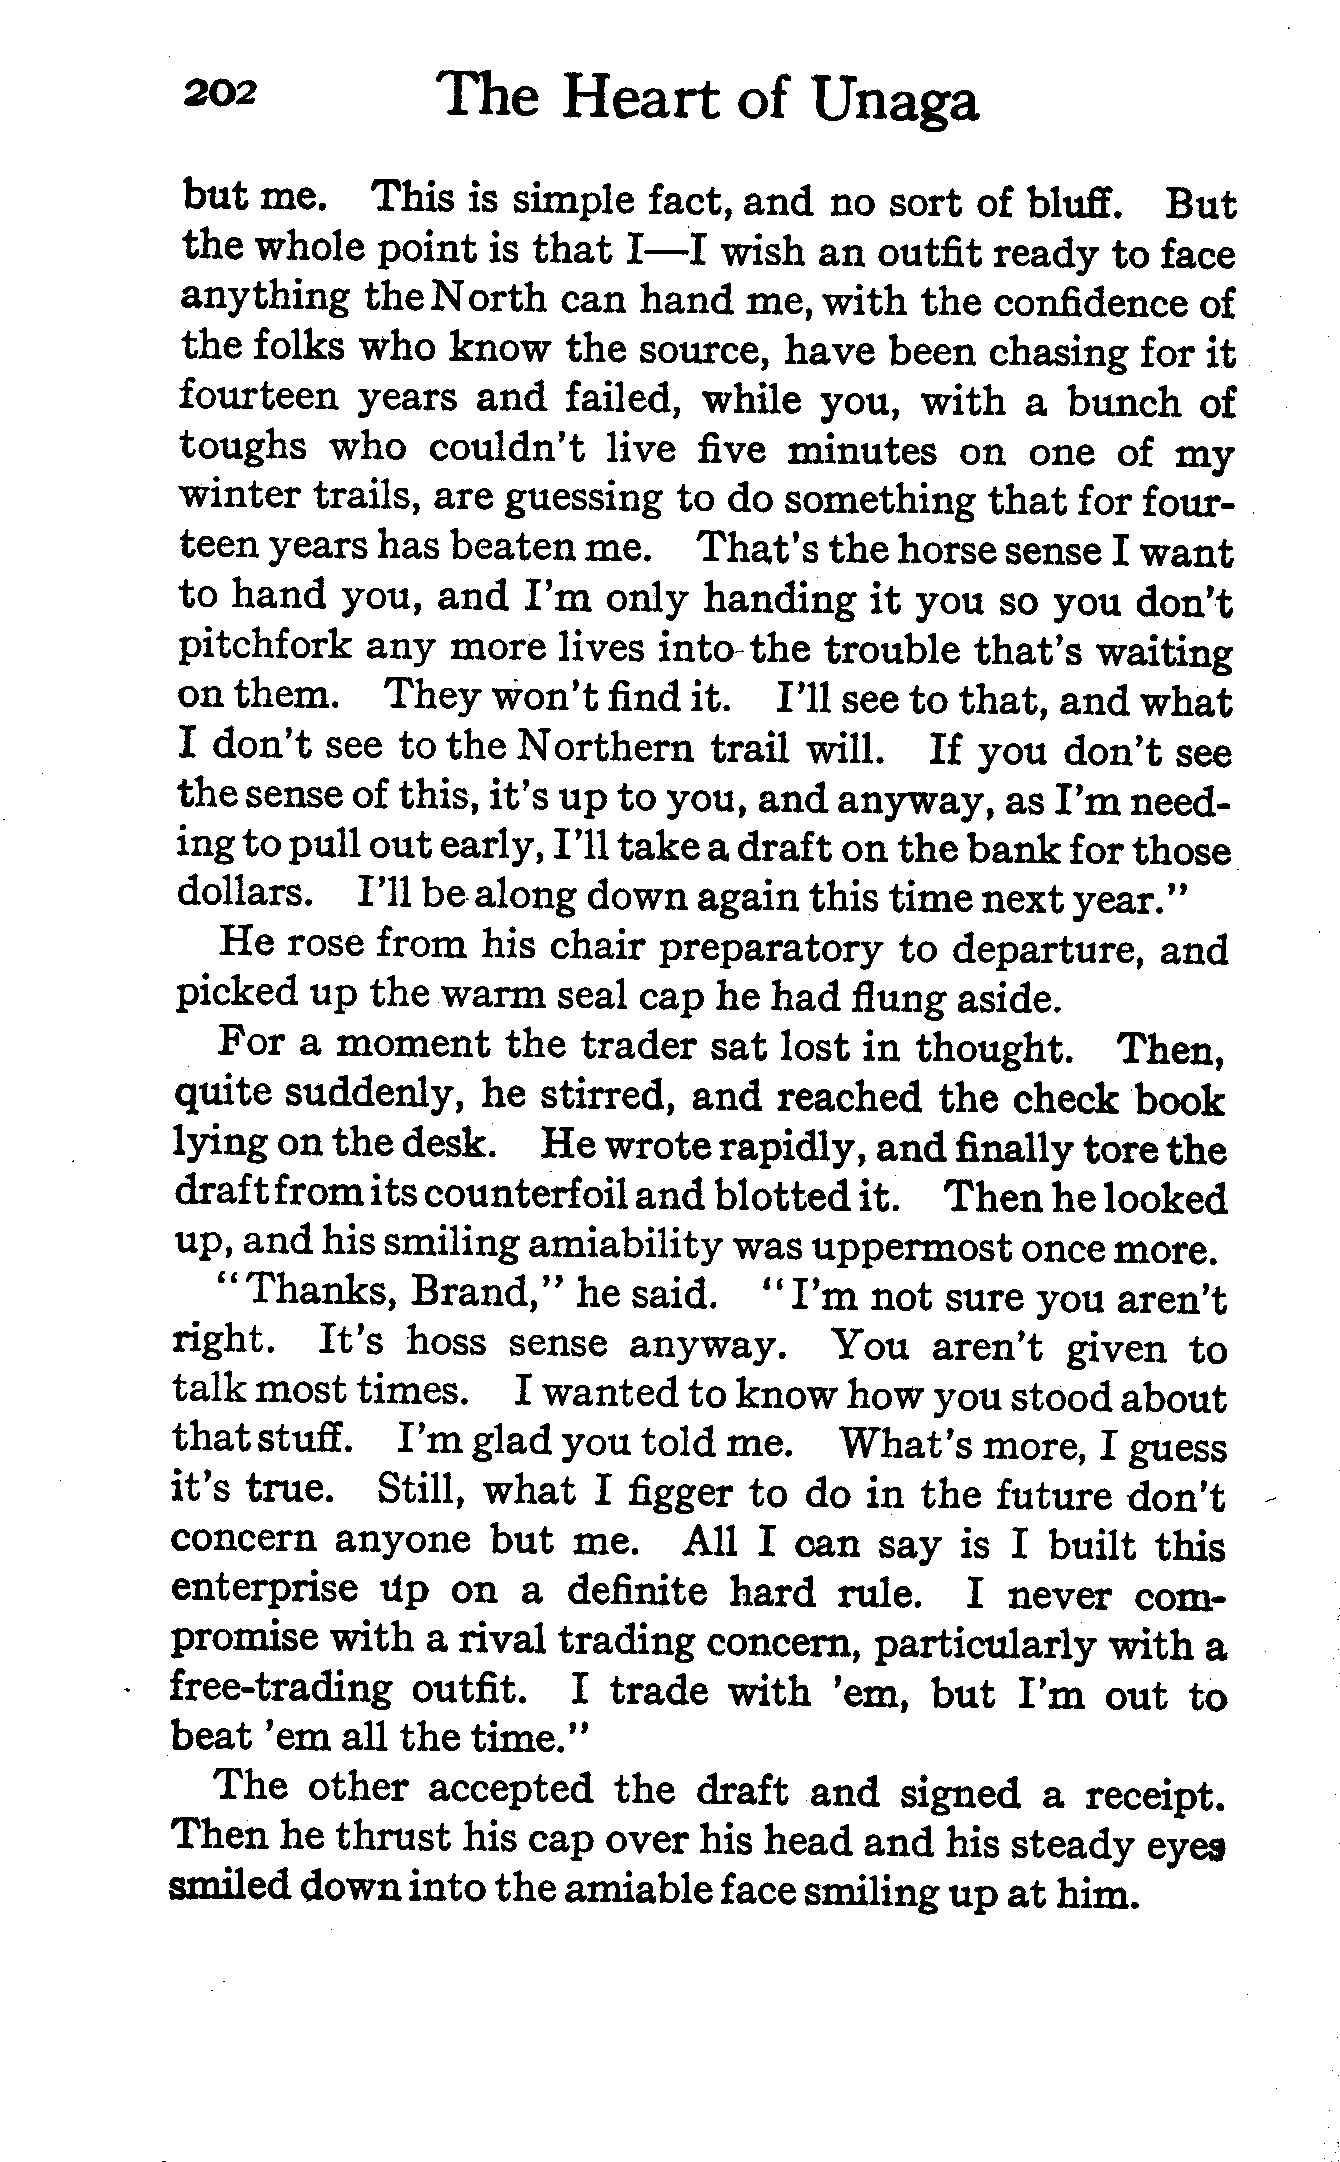 202 The Heart of Unaga
but me. This is simple fact, and no sort of bluff. But
the whole point is that I—I wish an outfit ready to face
anything the North can hand me, with the confidence of
the folks who know the source, have been chasing for it
fourteen years and failed, while you, with a bunch of
toughs who couldn't live five minutes on one of my
winter trails, are guessing to do something that for four-
teen years has beaten me. That's the horse sense I want
to hand you, and I'm only handing it you so you don't
pitchfork any more lives into the trouble that's waiting
on them. They won't find it. I'll see to that, and what
I don't see to the Northern trail will. If you don't see
the sense of this, it's up to you, and anyway, as I'm need-
ing to pull out early, I'll take a draft on the bank for those
dollars. I'll be along down again this time next year."
He rose from his chair preparatory to departure, and
picked up the warm seal cap he had flung aside.
For a moment the trader sat lost in thought. Then,
quite suddenly, he stirred, and reached the check book
lying on the desk. He wrote rapidly, and finally tore the
draft from its counterfoil and blotted it. Then he looked
up, and his smiling amiability was uppermost once more.
"Thanks, Brand," he said. "I'm not sure you aren't
right. It's hoss sense anyway. You aren't given to
talk most times. I wanted to know how you stood about
that stuff. I'm glad you told me. What's more, I guess
it's true. Still, what I figger to do in the future don't
concern anyone but me. All I can say is I built this
enterprise up on a definite hard rule. I never com-
promise with a rival trading concern, particularly with a
free-trading outfit. I trade with 'em, but I'm out to
beat 'em all the time."
The other accepted the draft and signed a receipt.
Then he thrust his cap over his head and his steady eyes
smiled down into the amiable face smiling up at him.